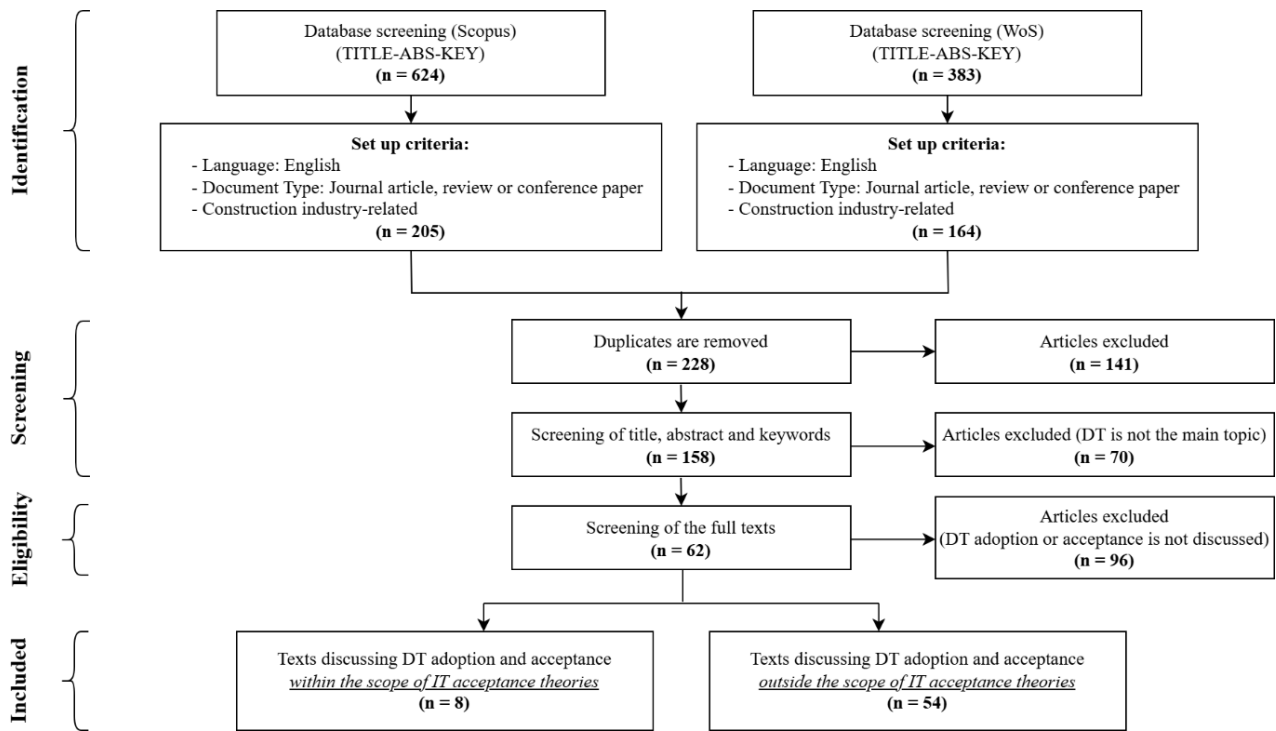 Identification
Database screening (Scopus)
(TITLE-ABS-KEY)
(n = 624)
Database screening (WoS)
(TITLE-ABS-KEY)
(n = 383)
Set up criteria:
- Language: English
- Document Type: Journal article, review or conference paper
- Construction industry-related
(n = 205)
Set up criteria:
- Language: English
- Document Type: Journal article, review or conference paper
- Construction industry-related
(n = 164)
Screening
Duplicates are removed
(n = 228)
Articles excluded
(n = 141)
Screening of title, abstract and keywords
(n = 158)
Articles excluded (DT is not the main topic)
(n = 70)
Eligibility
Screening of the full texts
(n = 62)
Articles excluded
(DT adoption or acceptance is not discussed)
(n = 96)
Included
Texts discussing DT adoption and acceptance
within the scope of IT acceptance theories
(n = 8)
Texts discussing DT adoption and acceptance
outside the scope of IT acceptance theories
(n = 54)